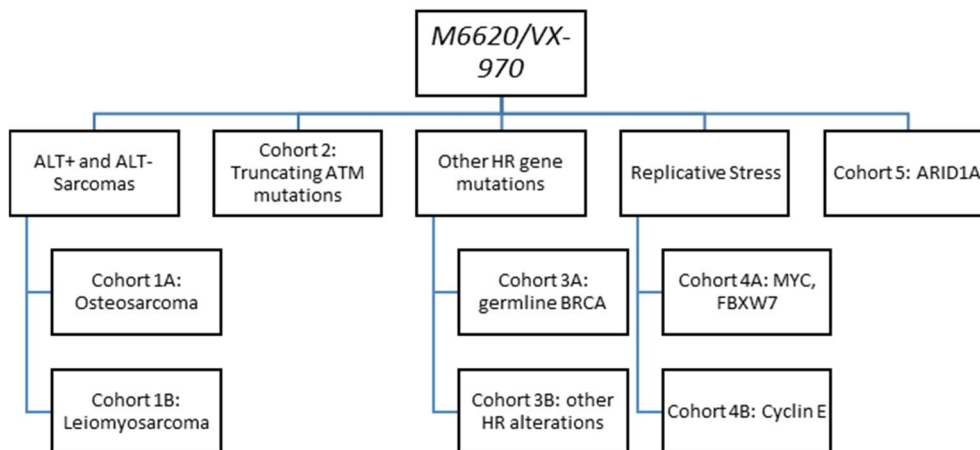 M6620/VX-
970
ALT+ and ALT-
Sarcomas
Cohort 2:
Truncating ATM
mutations
Other HR gene
mutations
Replicative Stress
Cohort 5: ARID1A
Cohort 1A:
Osteosarcoma
Cohort 3A:
germline BRCA
Cohort 4A: MYC,
FBXW7
Cohort 1B:
Leiomyosarcoma
Cohort 3B: other
HR alterations
Cohort 4B: Cyclin E